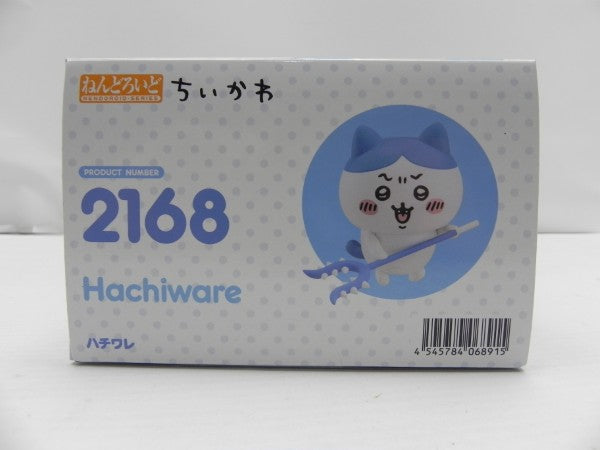 ねんどろいど
NENDOROID・SERIES
ちいかわ
PRODUCT NUMBER
2168
Hachiware
ハチワレ
4 545784 068915